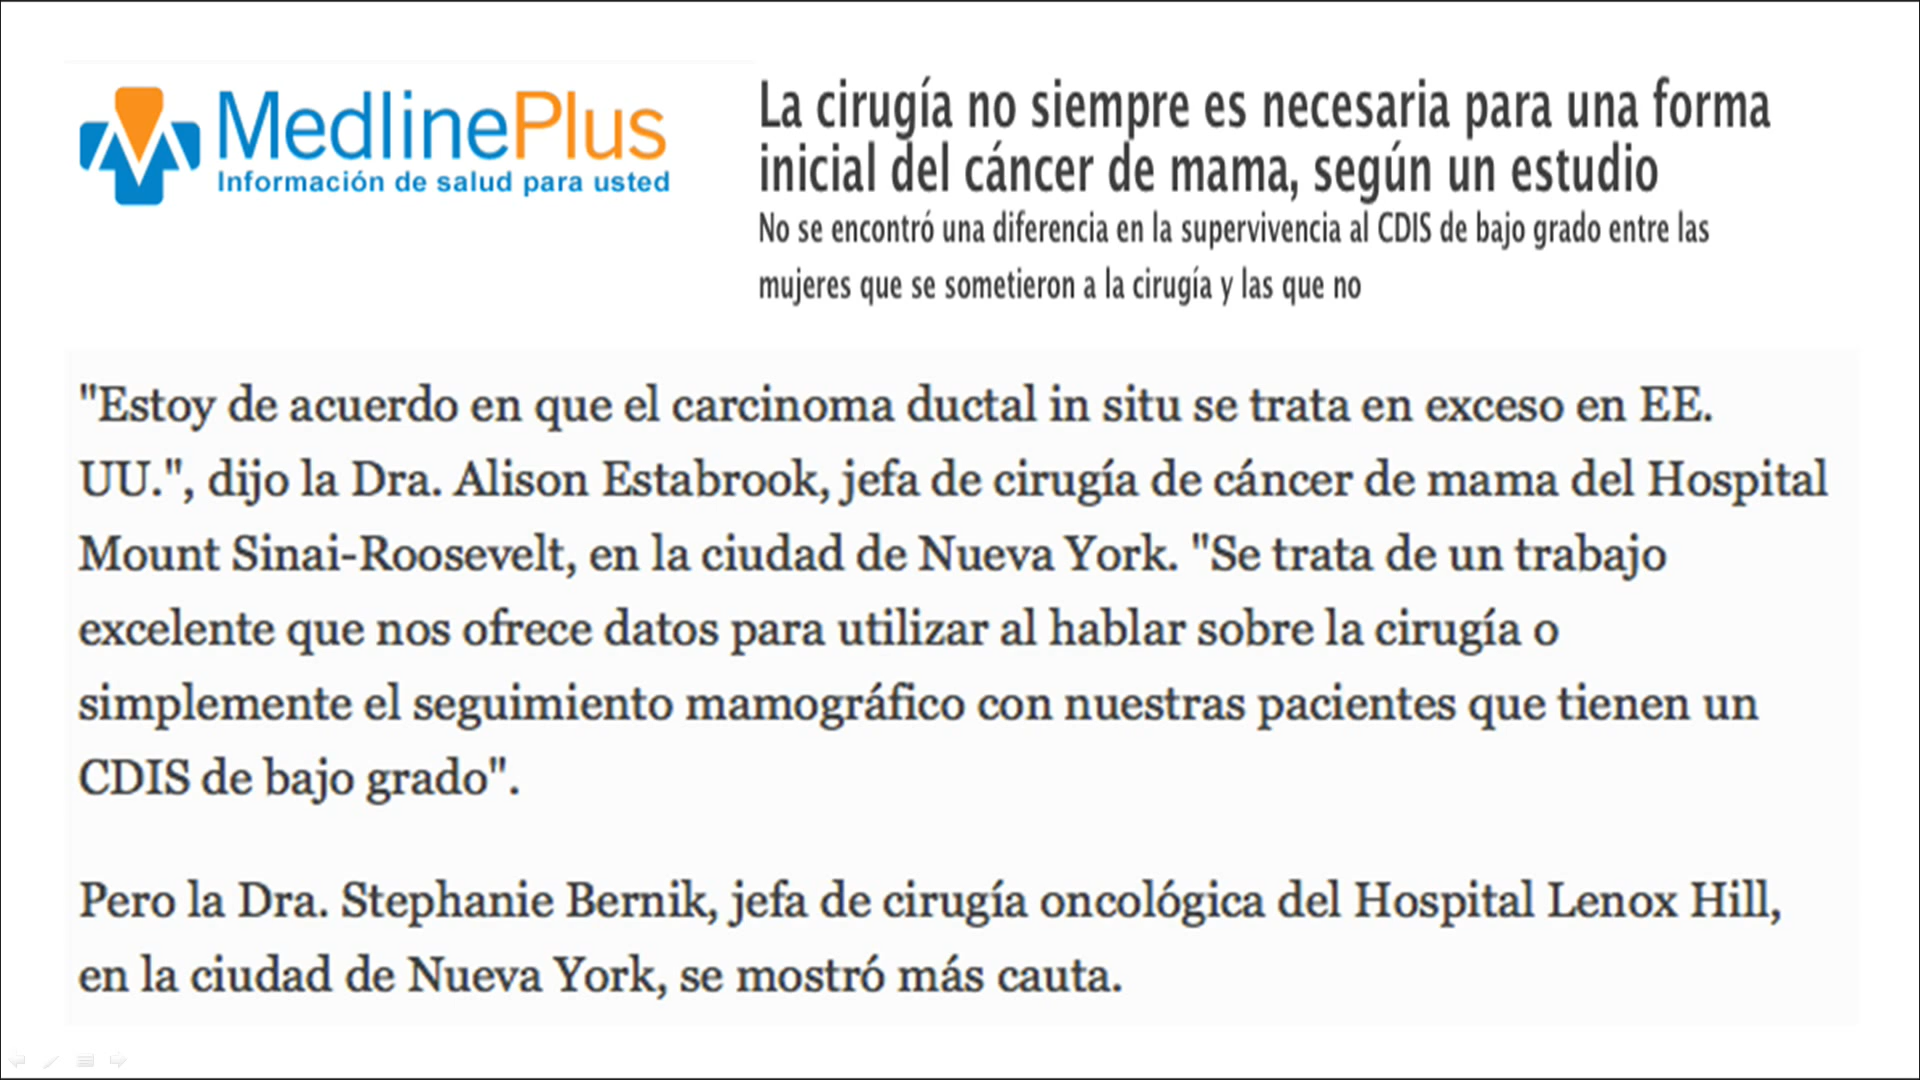 MedlinePlus
Información de salud para usted
La cirugía no siempre es necesaria para una forma
inicial del cáncer de mama, según un estudio
No se encontró una diferencia en la supervivencia al CDIS de bajo grado entre las
mujeres que se sometieron a la cirugía y las que no
"Estoy de acuerdo en que el carcinoma ductal in situ se trata en exceso en EE.
UU.", dijo la Dra. Alison Estabrook, jefa de cirugía de cáncer de mama del Hospital
Mount Sinai-Roosevelt, en la ciudad de Nueva York. "Se trata de un trabajo
excelente que nos ofrece datos para utilizar al hablar sobre la cirugía o
simplemente el seguimiento mamográfico con nuestras pacientes que tienen un
CDIS de bajo grado".
Pero la Dra. Stephanie Bernik, jefa de cirugía oncológica del Hospital Lenox Hill,
en la ciudad de Nueva York, se mostró más cauta.